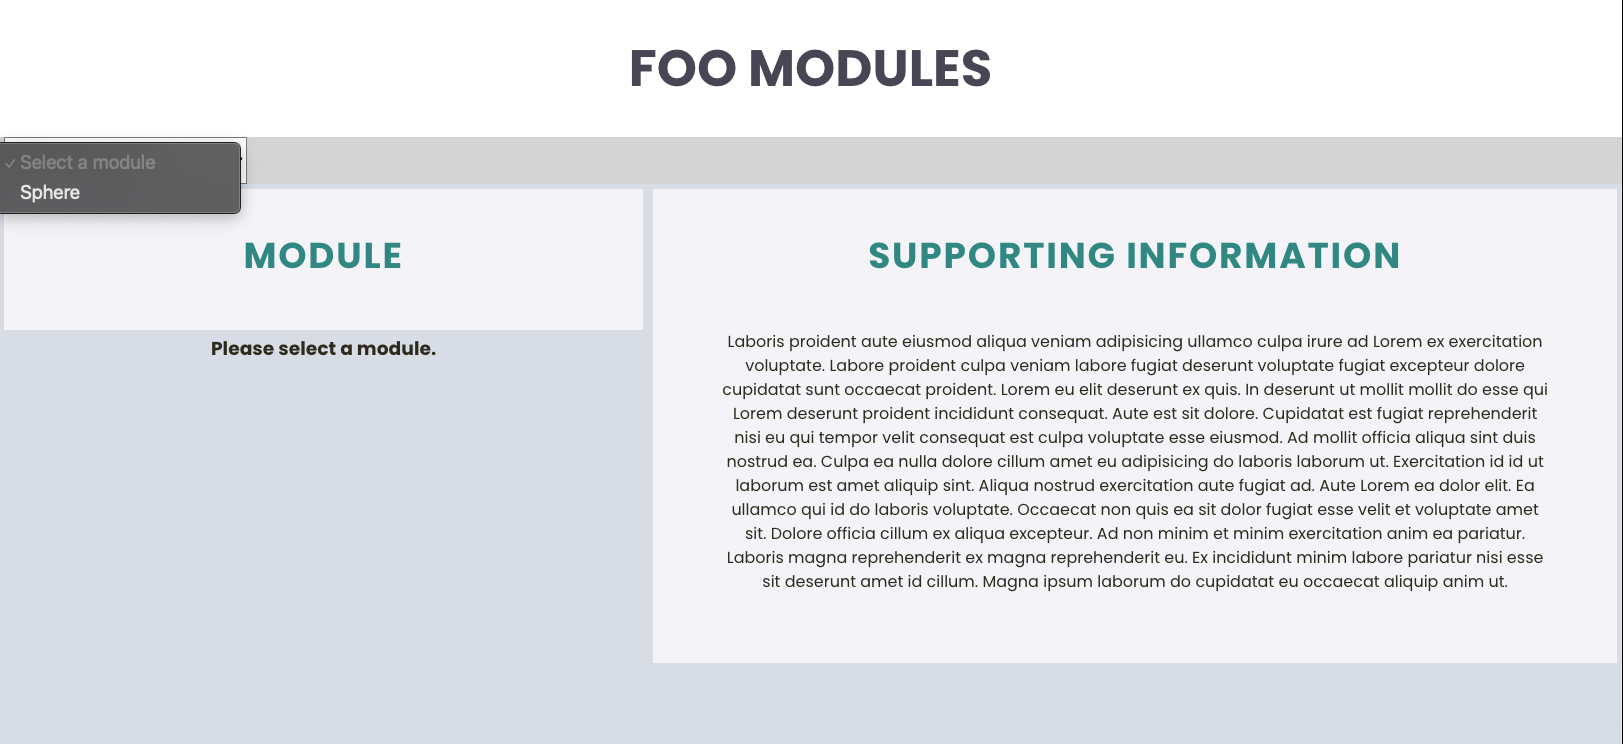 FOO MODULES
Select a module
Sphere
MODULE
Please select a module.
SUPPORTING INFORMATION
Laboris proident aute eiusmod aliqua veniam adipisicing ullamco culpa irure ad Lorem ex exercitation
voluptate. Labore proident culpa veniam labore fugiat deserunt voluptate fugiat excepteur dolore
cupidatat sunt occaecat proident. Lorem eu elit deserunt ex quis. In deserunt ut mollit mollit do esse qui
Lorem deserunt proident incididunt consequat. Aute est sit dolore. Cupidatat est fugiat reprehenderit
nisi eu qui tempor velit consequat est culpa voluptate esse eiusmod. Ad mollit officia aliqua sint duis
nostrud ea. Culpa ea nulla dolore cillum amet eu adipisicing do laboris laborum ut. Exercitation id id ut
laborum est amet aliquip sint. Aliqua nostrud exercitation aute fugiat ad. Aute Lorem ea dolor elit. Ea
ullamco qui id do laboris voluptate. Occaecat non quis ea sit dolor fugiat esse velit et voluptate amet
sit. Dolore officia cillum ex aliqua excepteur. Ad non minim et minim exercitation anim ea pariatur.
Laboris magna reprehenderit ex magna reprehenderit eu. Ex incididunt minim labore pariatur nisi esse
sit deserunt amet id cillum. Magna ipsum laborum do cupidatat eu occaecat aliquip anim ut.